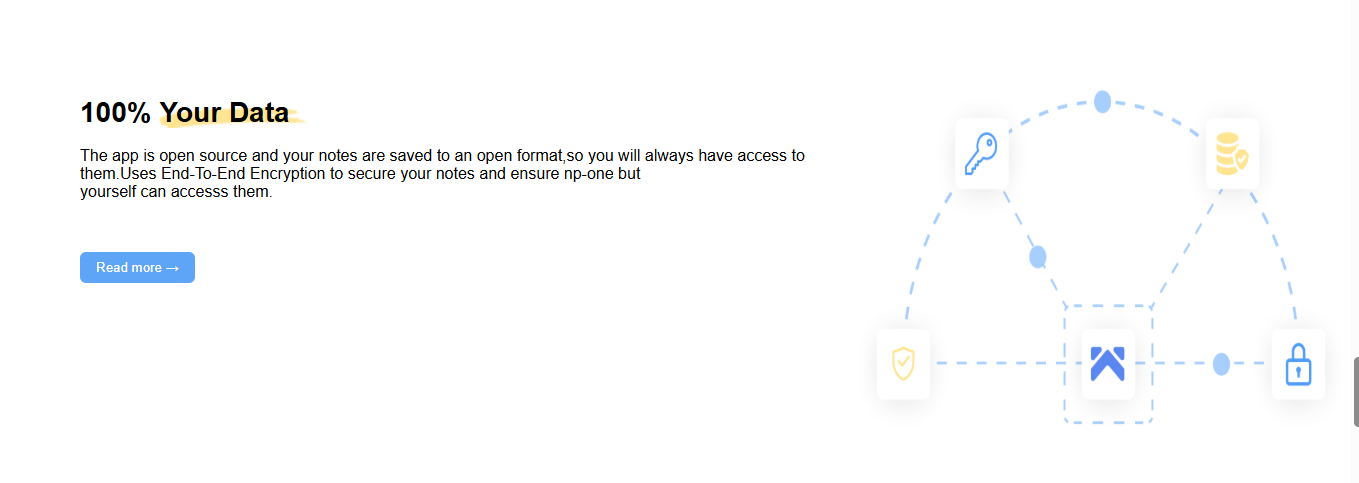 100% Your Data
The app is open source and your notes are saved to an open format,so you will always have access to
them.Uses End-To-End Encryption to secure your notes and ensure np-one but
yourself can accesss them.
Read more →